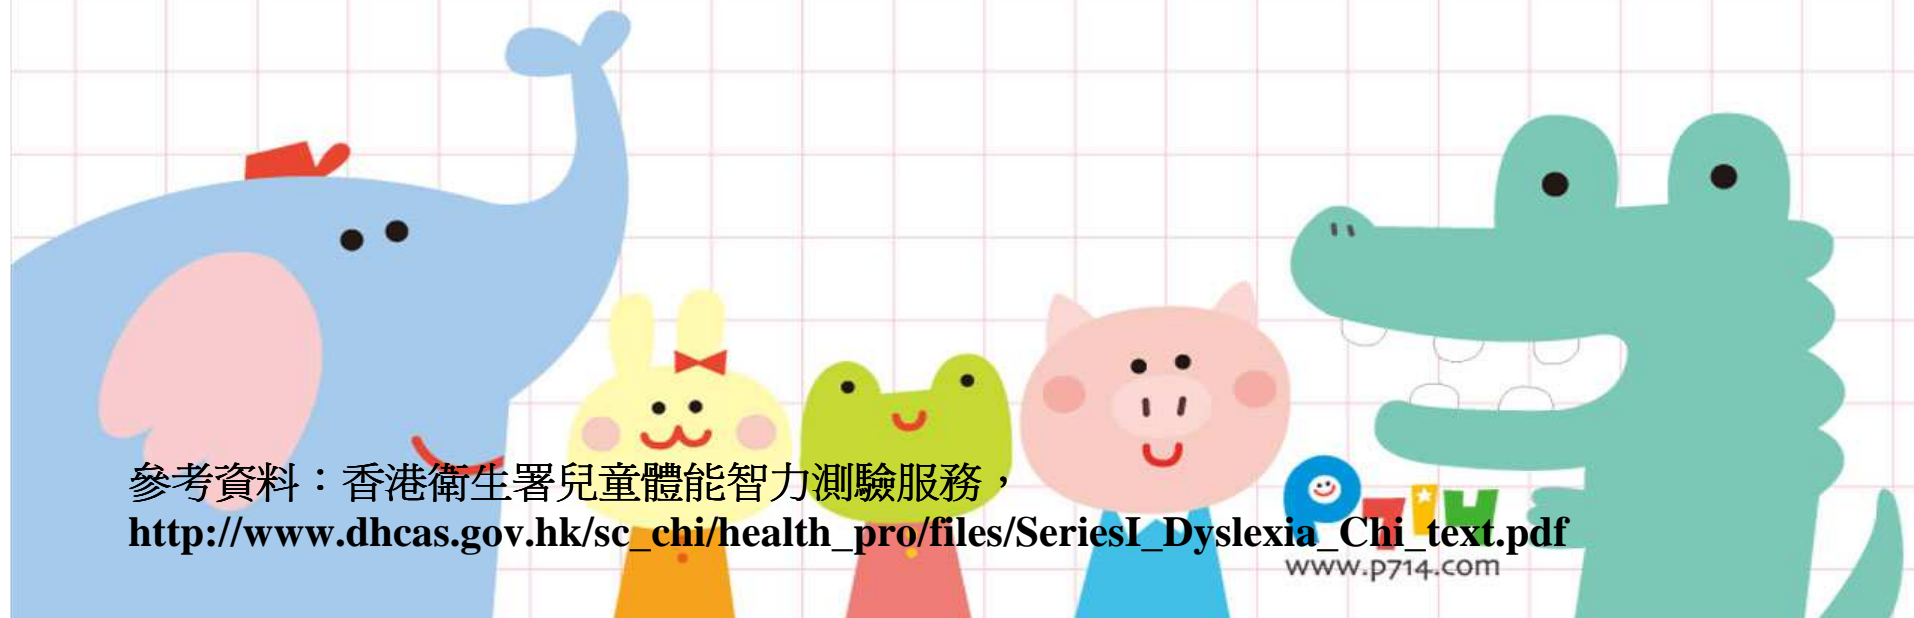 參考資料：香港衛生署兒童體能智力測驗服務，
http://www.dhcas.gov.hk/sc_chi/health_pro/files/SeriesI_Dyslexia_Chi_text.pdf
www.p714.com